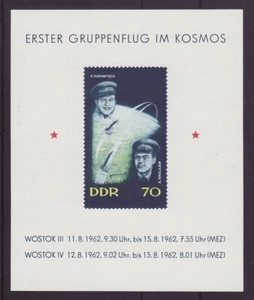 ERSTER GRUPPENFLUG IM KOSMOS
P. POPOWITSCH
A. NIKOLAJEW
DDR 70
WOSTOK III 11. 8. 1962, 9.30 Uhr, bis 15. 8. 1962, 7.55 Uhr (MEZ)
WOSTOK IV 12. 8. 1962, 9.02 Uhr, bis 15. 8. 1962, 8.01 Uhr (MEZ)